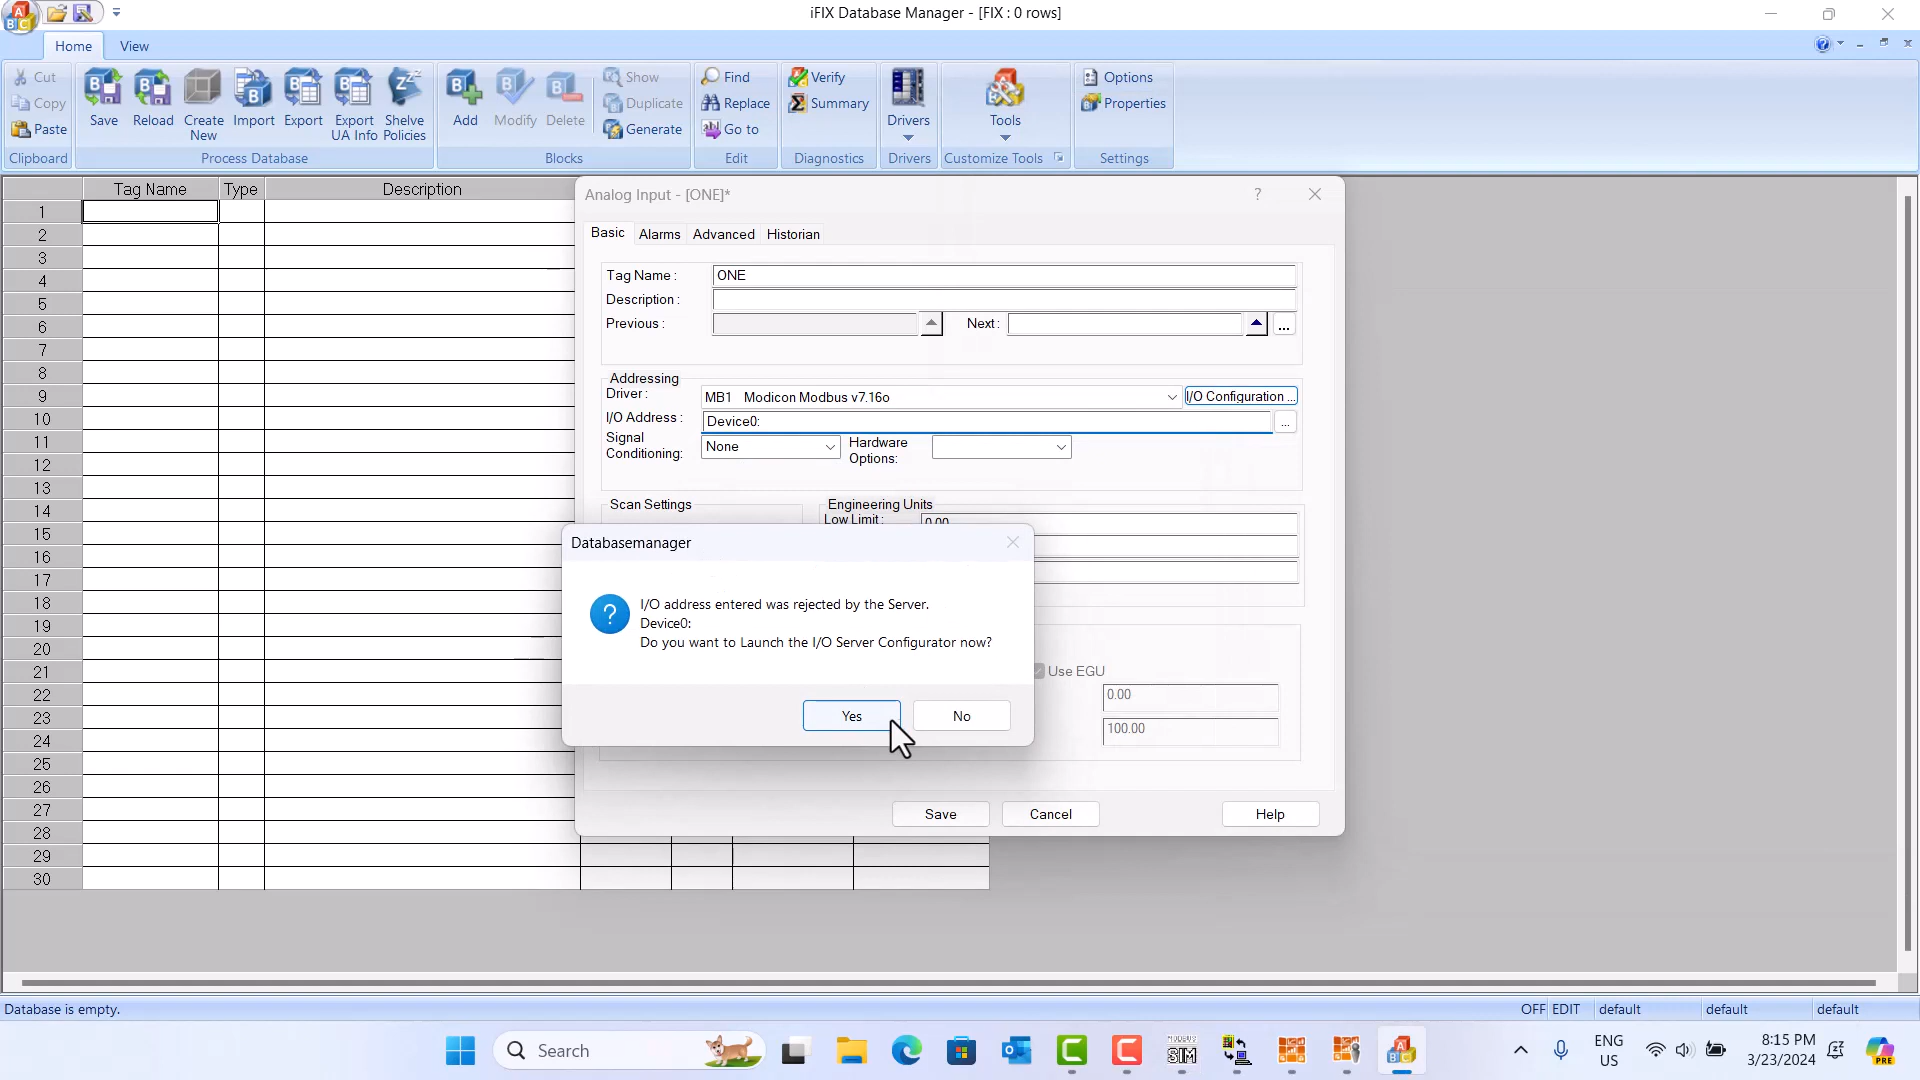 iFIX Database Manager - [FIX : 0 rows]
Home View
Cut
Copy
Paste
Clipboard
Save Reload Create New Import Export Export UA Info Shelve Policies
Process Database
Add Modify Delete
Show
Duplicate
Generate
Blocks
Find
Replace
Go to
Edit
Verify
Summary
Diagnostics
Drivers
Drivers
Tools
Customize Tools
Options
Properties
Settings
Tag Name Type Description
1
2
3
4
5
6
7
8
9
10
11
12
13
14
15
16
17
18
19
20
21
22
23
24
25
26
27
28
29
30
Analog Input - [ONE]*
?
Basic Alarms Advanced Historian
Tag Name : ONE
Description :
Previous : Next : ...
Addressing
Driver : MB1 Modicon Modbus v7.16o I/O Configuration ...
I/O Address : Device0: ...
Signal Conditioning: None Hardware Options:
Scan Settings Engineering Units
Low Limit : 0.00
Databasemanager
I/O address entered was rejected by the Server.
Device0:
Do you want to Launch the I/O Server Configurator now?
Yes No
Use EGU
0.00
100.00
Save Cancel Help
Database is empty. OFF EDIT default default default
Search
MODBUS
SIM
ENG
US
8:15 PM
3/23/2024
PRE